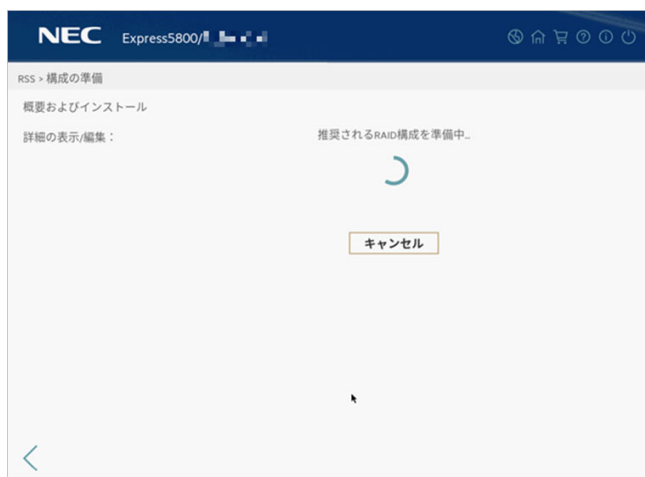 NEC Express5800/
RSS > 構成の準備
概要およびインストール
詳細の表示/編集：
推奨されるRAID構成を準備中...
キャンセル